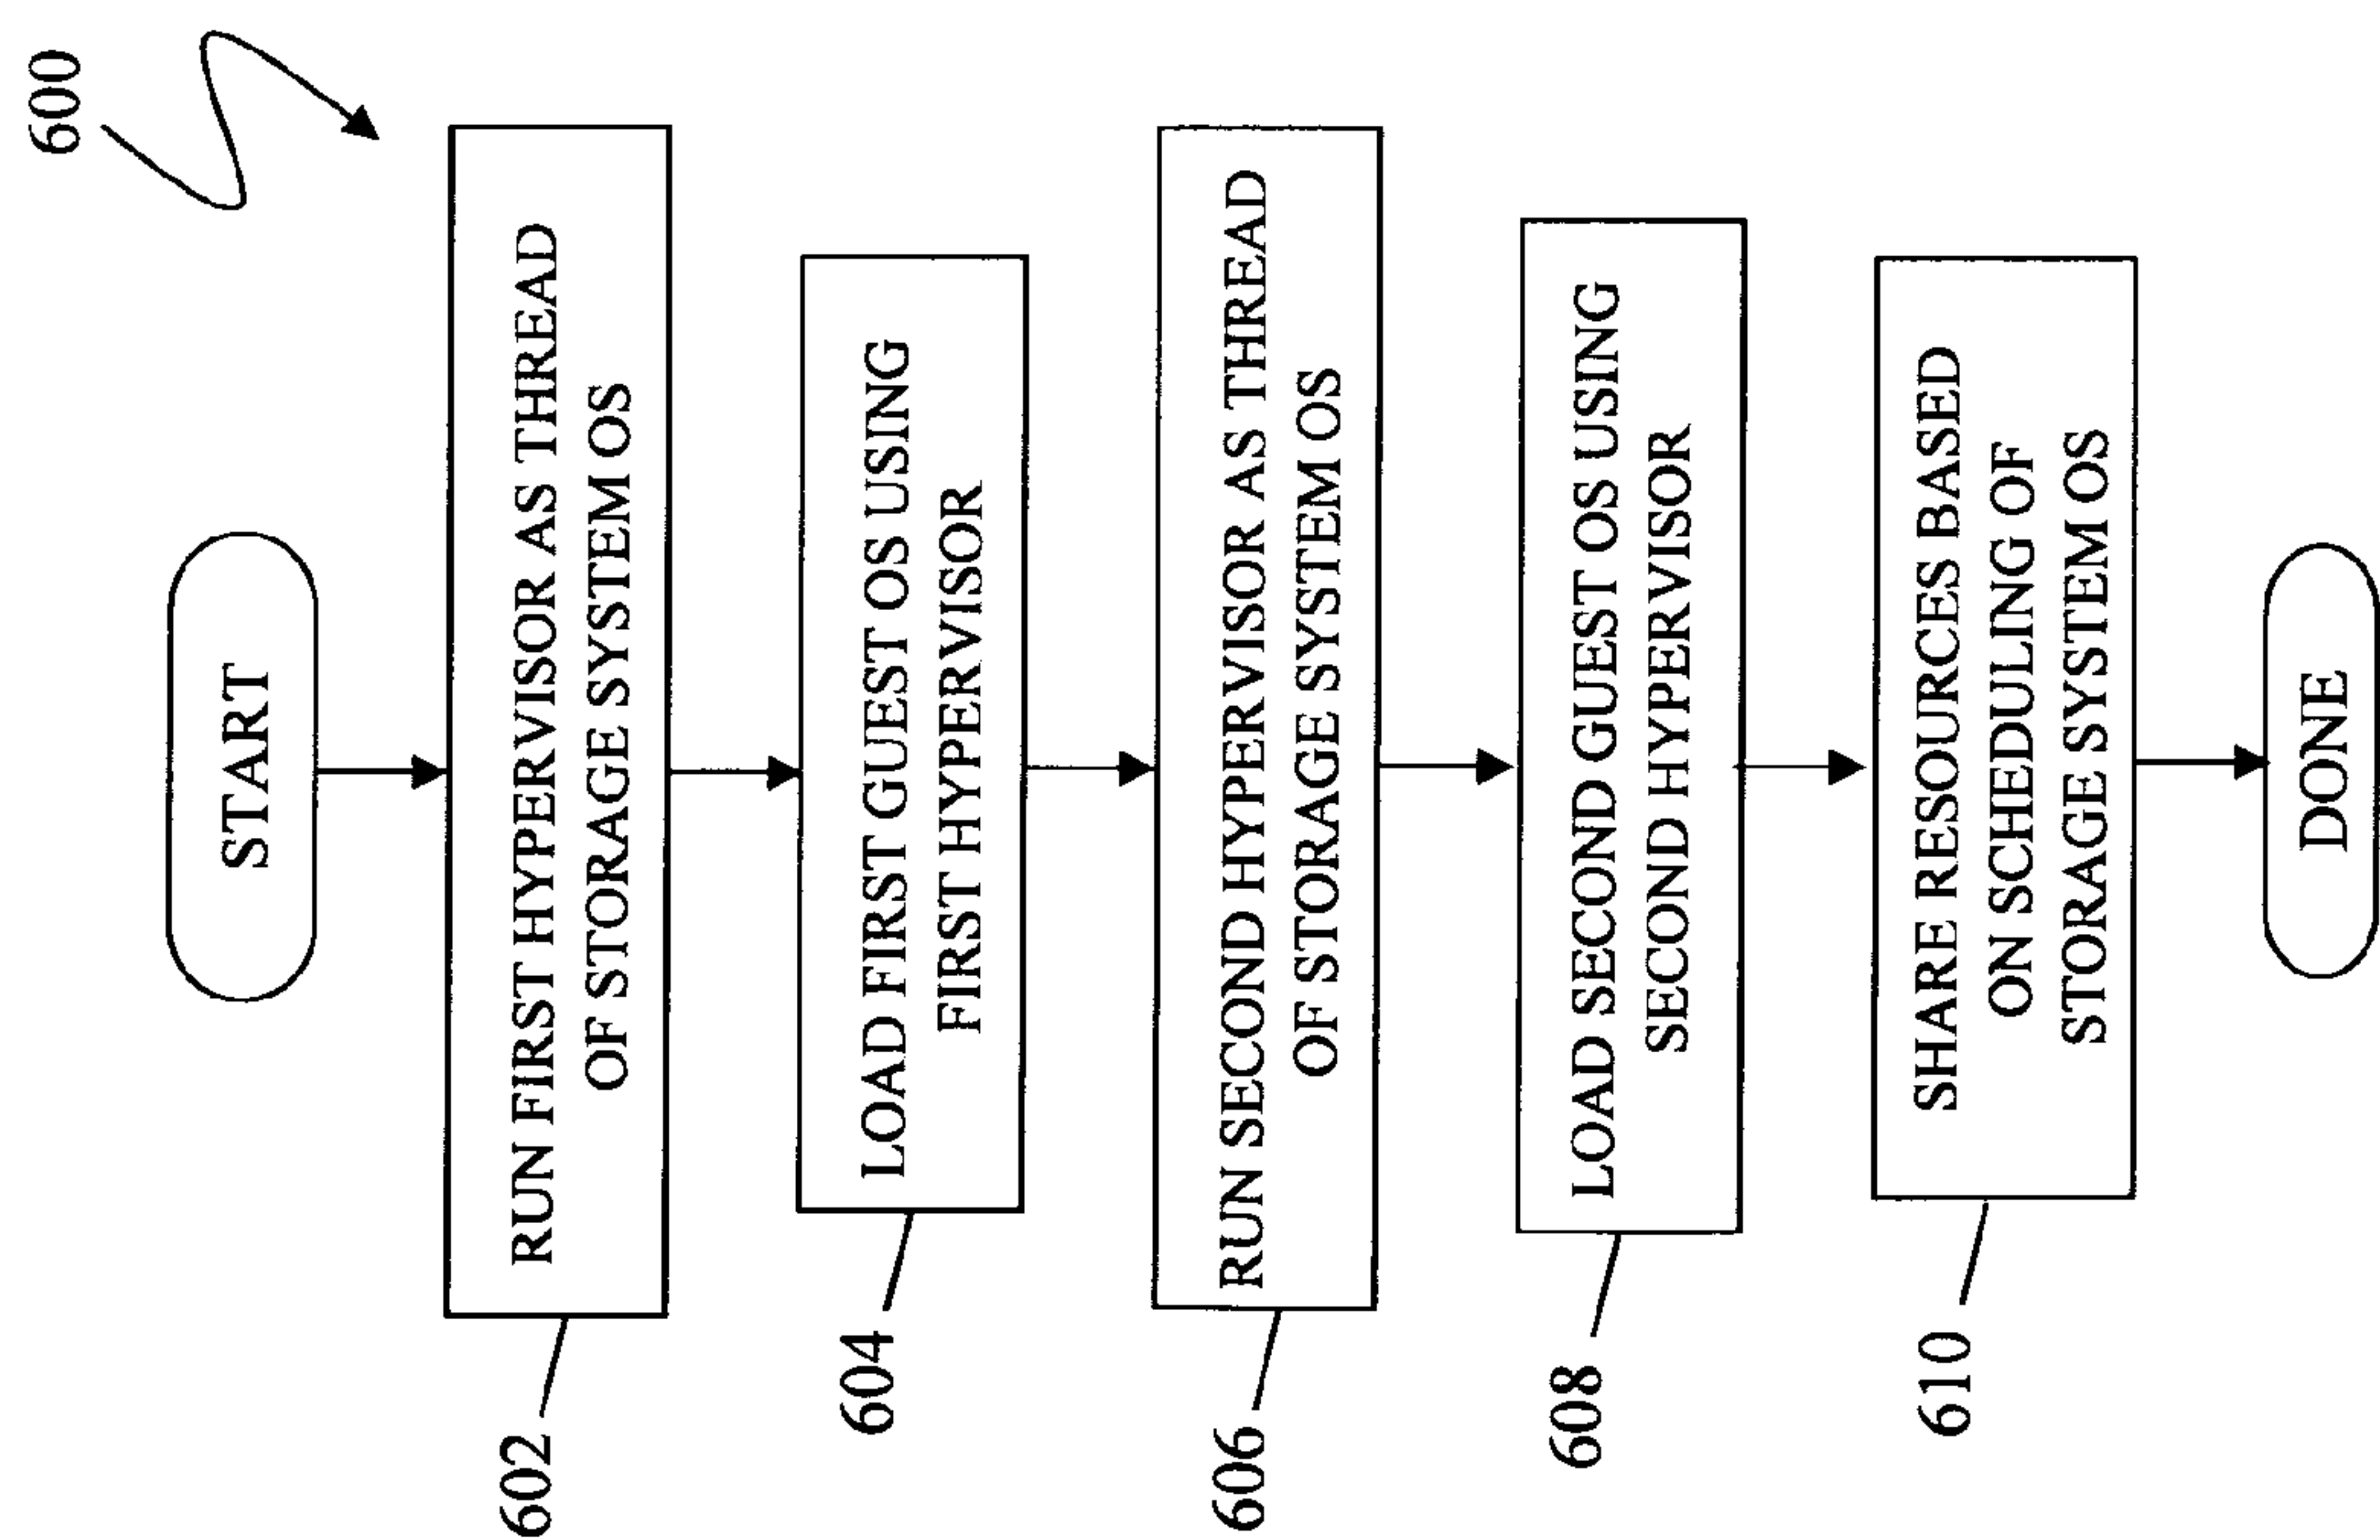 600
START
602
RUN FIRST HYPERVISOR AS THREAD
OF STORAGE SYSTEM OS
604
LOAD FIRST GUEST OS USING
FIRST HYPERVISOR
606
RUN SECOND HYPERVISOR AS THREAD
OF STORAGE SYSTEM OS
608
LOAD SECOND GUEST OS USING
SECOND HYPERVISOR
610
SHARE RESOURCES BASED
ON SCHEDULING OF
STORAGE SYSTEM OS
DONE